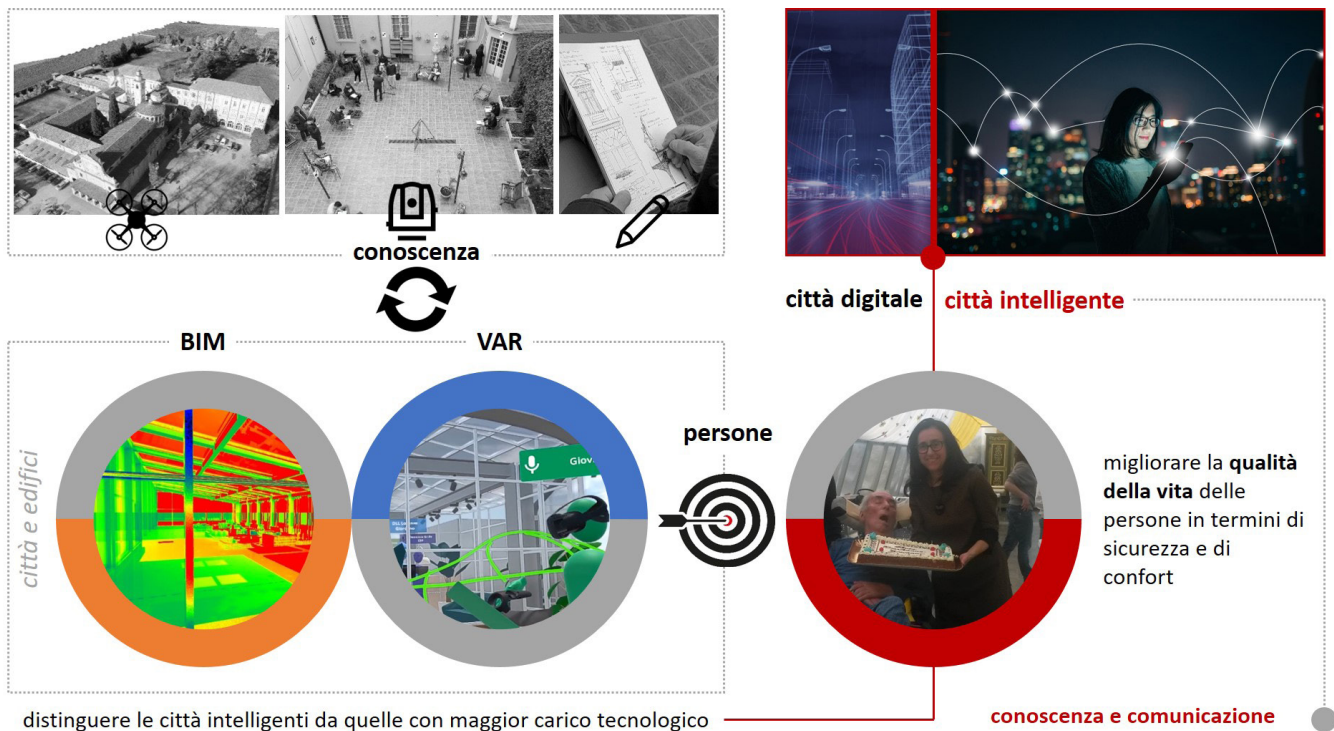 conoscenza
città digitale
città intelligente
BIM
VAR
città e edifici
Giov
persone
migliorare la qualità
della vita delle
persone in termini di
sicurezza e di
confort
distinguere le città intelligenti da quelle con maggior carico tecnologico
conoscenza e comunicazione